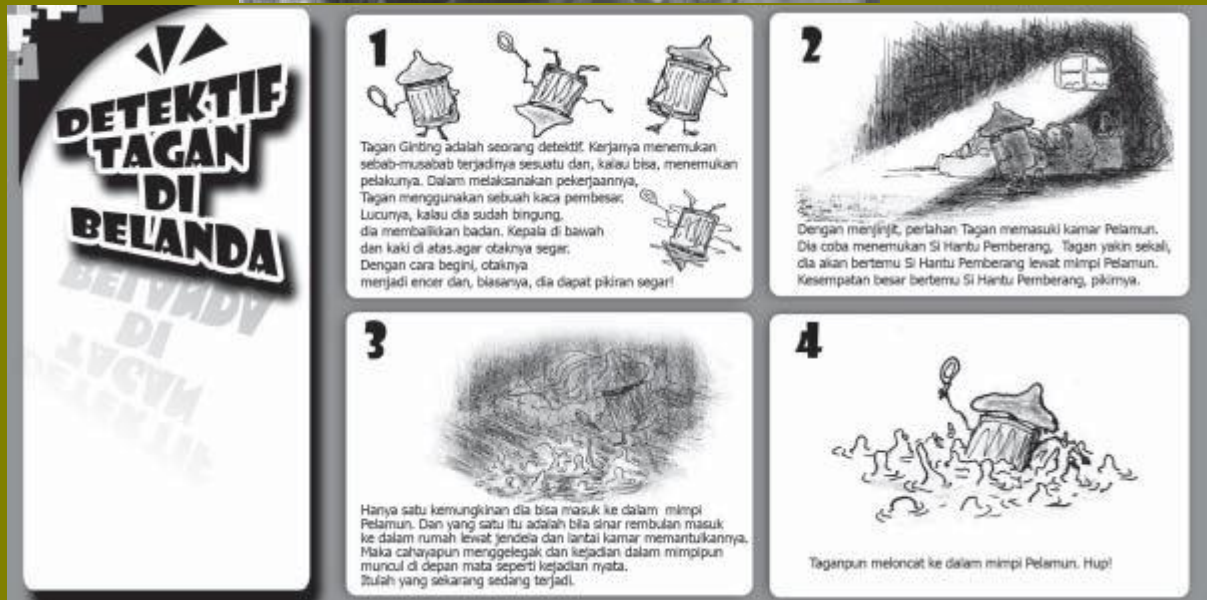 DETEKTIF
TAGAN
DI
BELANDA
1
Tagan Ginting adalah seorang detektif. Kerjanya menemukan
sebab-musabab terjadinya sesuatu dan, kalau bisa, menemukan
pelakunya. Dalam melaksanakan pekerjaannya,
Tagan menggunakan sebuah kaca pembesar.
Lucunya, kalau dia sudah bingung,
dia membalikkan badan. Kepala di bawah
dan kaki di atas.agar otaknya segar.
Dengan cara begini, otaknya
menjadi encer dan, biasanya, dia dapat pikiran segar!
2
Dengan menjinjit, perlahan Tagan memasuki kamar Pelamun.
Dia coba menemukan Si Hantu Pemberang, Tagan yakin sekali,
dia akan bertemu Si Hantu Pemberang lewat mimpi Pelamun.
Kesempatan besar bertemu Si Hantu Pemberang, pikirnya.
3
Hanya satu kemungkinan dia bisa masuk ke dalam mimpi
Pelamun. Dan yang satu itu adalah bila sinar rembulan masuk
ke dalam rumah lewat jendela dan lantai kamar memantulkannya.
Maka cahayapun menggelegak dan kejadian dalam mimpipun
muncul di depan mata seperti kejadian nyata.
Itulah yang sekarang sedang terjadi.
4
Taganpun meloncat ke dalam mimpi Pelamun. Hup!